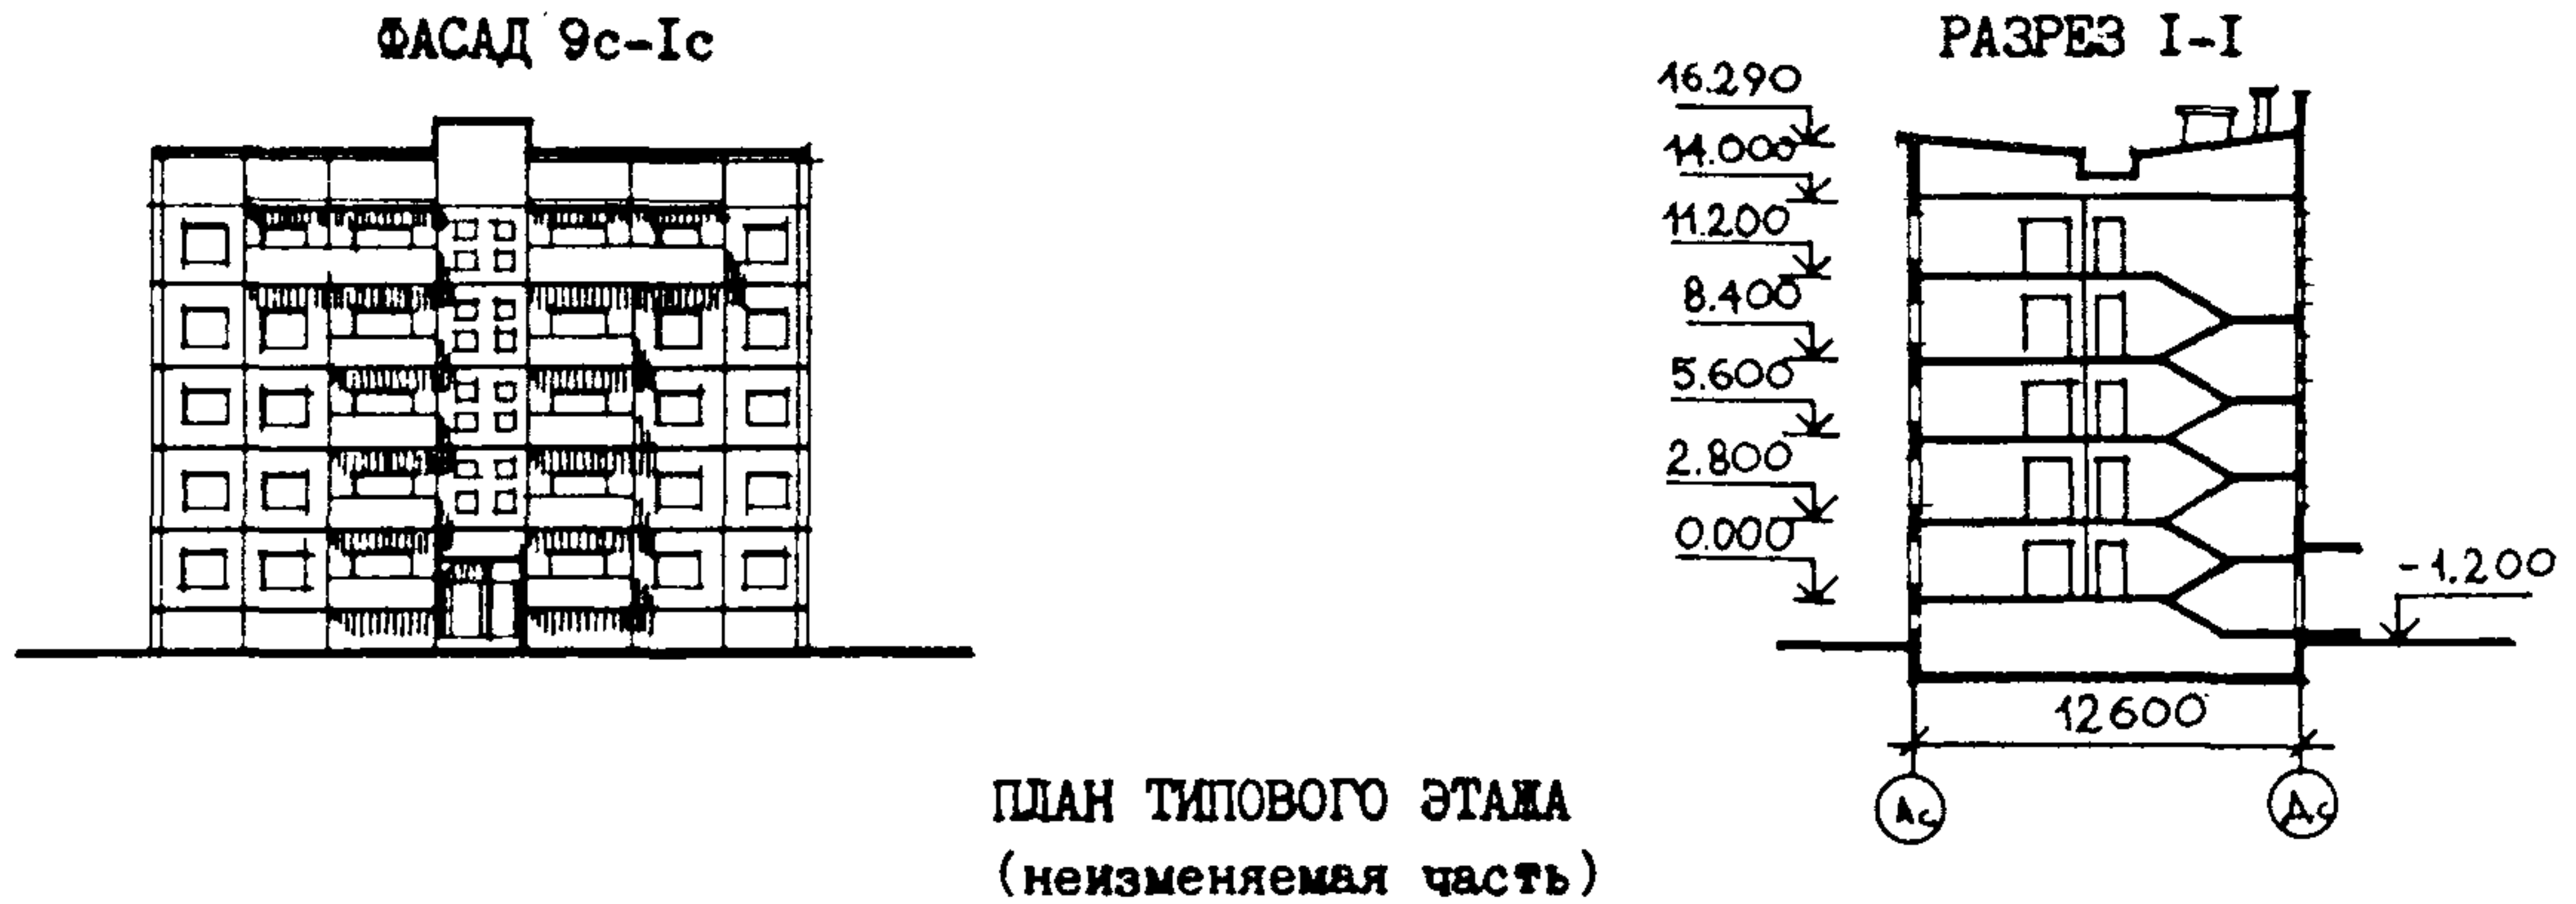 ФАСАД 9с-Iс
РАЗРЕЗ I-I
16.290
14.000
11.200
8.400
5.600
2.800
0.000
-1.200
12600
Ас
Дс
ПЛАН ТИПОВОГО ЭТАЖА
(неизменяемая часть)